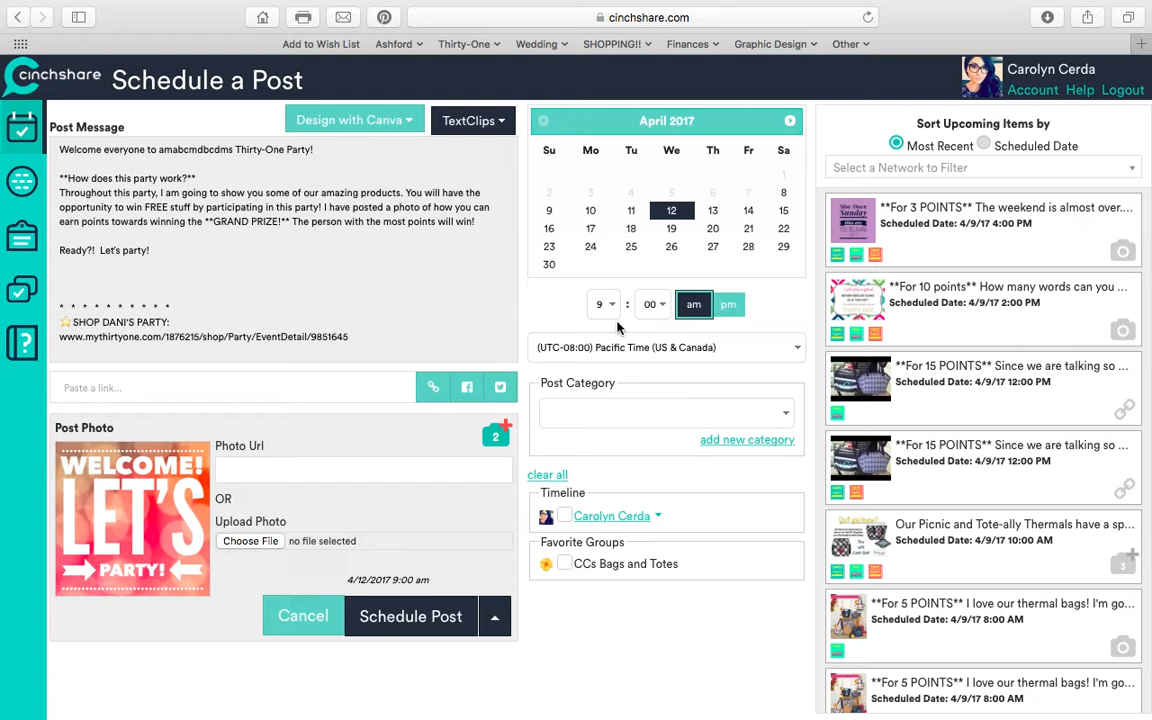 cinchshare.com
Add to Wish List Ashford Thirty-One Wedding SHOPPING!! Finances Graphic Design Other
cinchshare Schedule a Post
Carolyn Cerda
Account Help Logout
Post Message
Design with Canva
TextClips
Welcome everyone to amabcmdbcdms Thirty-One Party!
**How does this party work?**
Throughout this party, I am going to show you some of our amazing products. You will have the
opportunity to win FREE stuff by participating in this party! I have posted a photo of how you can
earn points towards winning the **GRAND PRIZE!** The person with the most points will win!
Ready?! Let's party!
* * * * * * * * * *
⭐SHOP DANI'S PARTY:
www.mythirtyone.com/1876215/shop/Party/EventDetail/9851645
Paste a link...
Post Photo
2
WELCOME!
LET'S
PARTY!
Photo Url
OR
Upload Photo
Choose File no file selected
4/12/2017 9:00 am
Cancel
Schedule Post
April 2017
Su Mo Tu We Th Fr Sa
1
2 3 4 5 6 7 8
9 10 11 12 13 14 15
16 17 18 19 20 21 22
23 24 25 26 27 28 29
30
9 : 00 am pm
(UTC-08:00) Pacific Time (US & Canada)
Post Category
add new category
clear all
Timeline
Carolyn Cerda
Favorite Groups
CCs Bags and Totes
Sort Upcoming Items by
Most Recent Scheduled Date
Select a Network to Filter
**For 3 POINTS** The weekend is almost over....
Scheduled Date: 4/9/17 4:00 PM
**For 10 points** How many words can you ...
Scheduled Date: 4/9/17 2:00 PM
**For 15 POINTS** Since we are talking so ...
Scheduled Date: 4/9/17 12:00 PM
**For 15 POINTS** Since we are talking so ...
Scheduled Date: 4/9/17 12:00 PM
Our Picnic and Tote-ally Thermals have a sp...
Scheduled Date: 4/9/17 10:00 AM
3
**For 5 POINTS** I love our thermal bags! I'm go...
Scheduled Date: 4/9/17 8:00 AM
**For 5 POINTS** I love our thermal bags! I'm go...
Scheduled Date: 4/9/17 8:00 AM